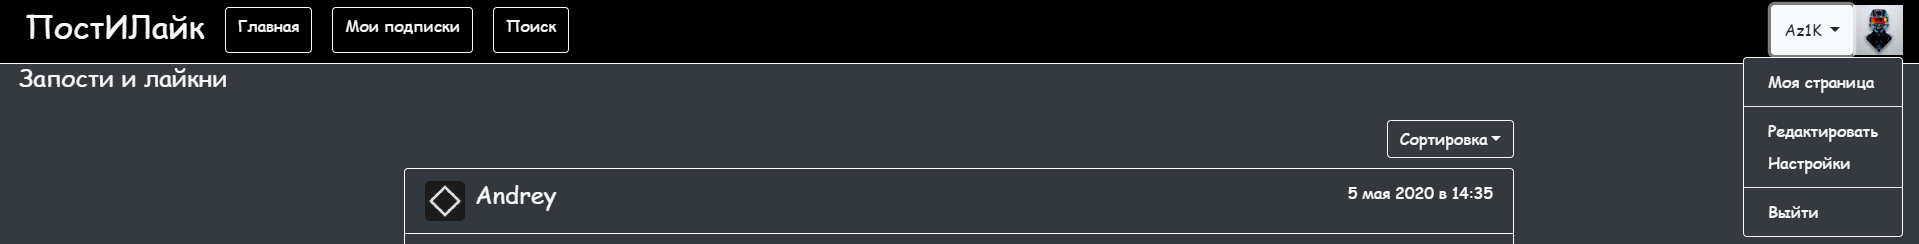 ПостИЛайк Главная Мои подписки Поиск Az1K
Запости и лайкни
Моя страница
Редактировать
Настройки
Выйти
Сортировка
Andrey 5 мая 2020 в 14:35